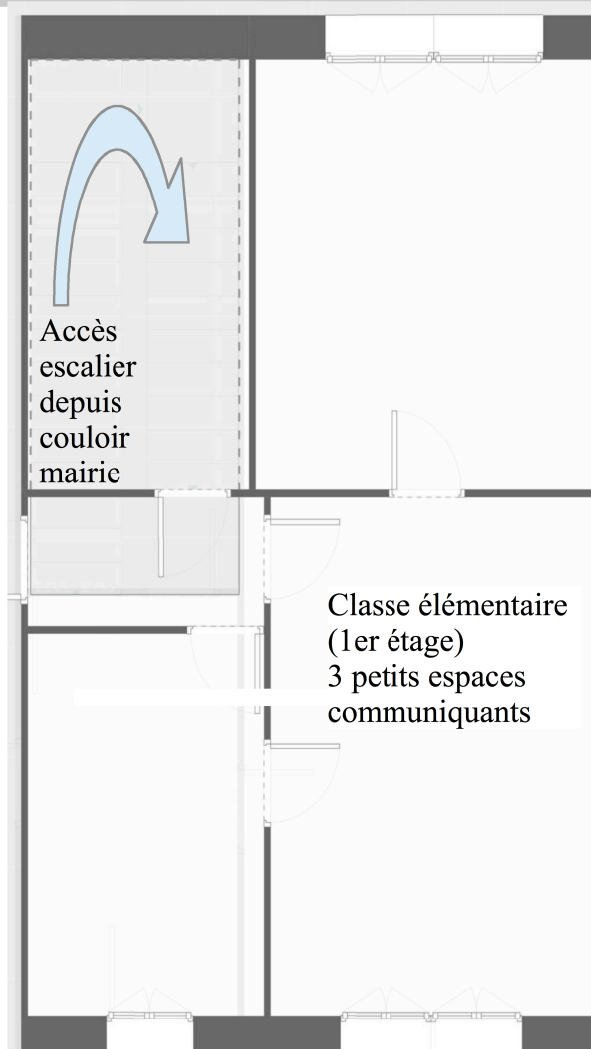 Accès
escalier
depuis
couloir
mairie
Classe élémentaire
(1er étage)
3 petits espaces
communiquants